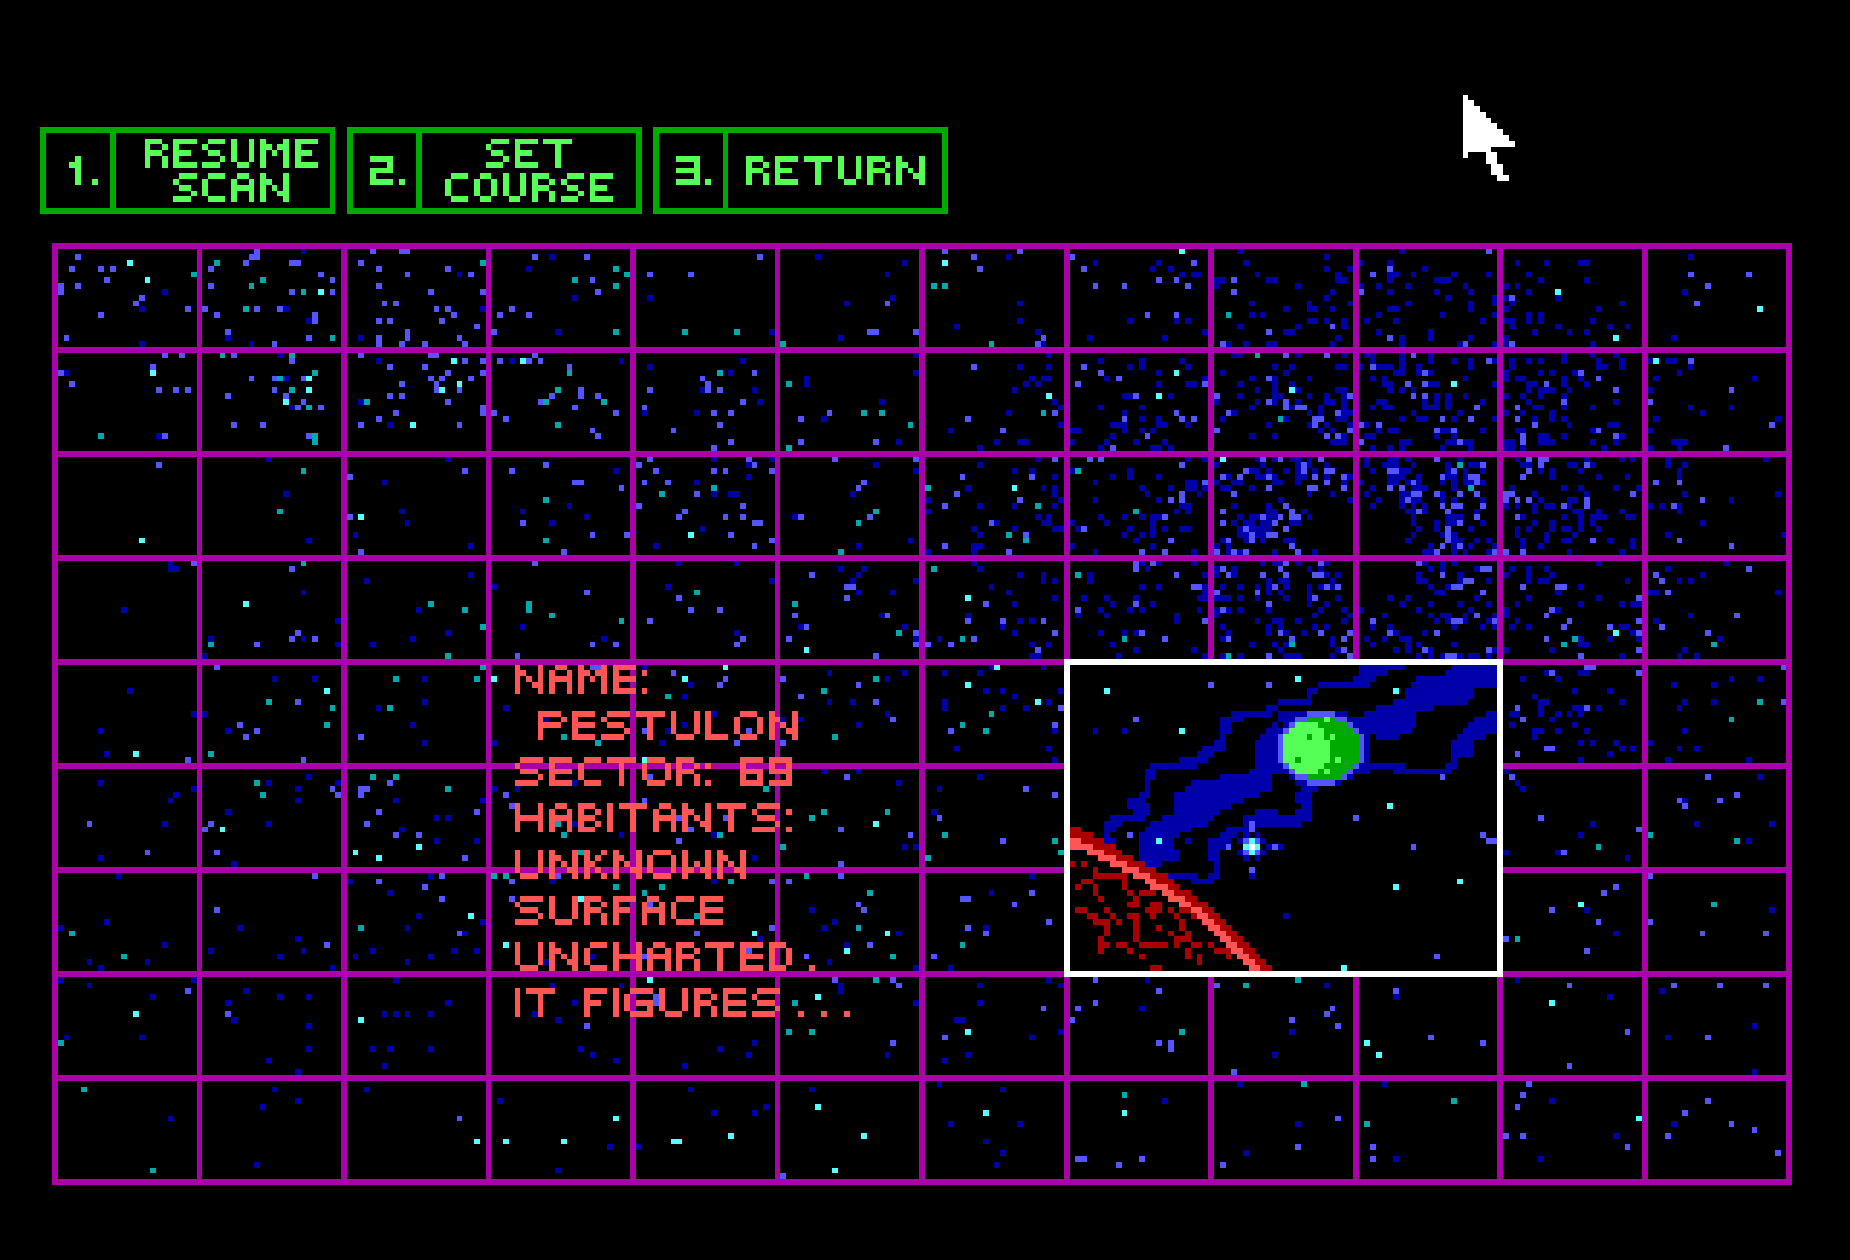 1. RESUME SCAN
2. SET COURSE
3. RETURN
NAME:
PESTULON
SECTOR: 69
HABITANTS:
UNKNOWN
SURFACE
UNCHARTED.
IT FIGURES...